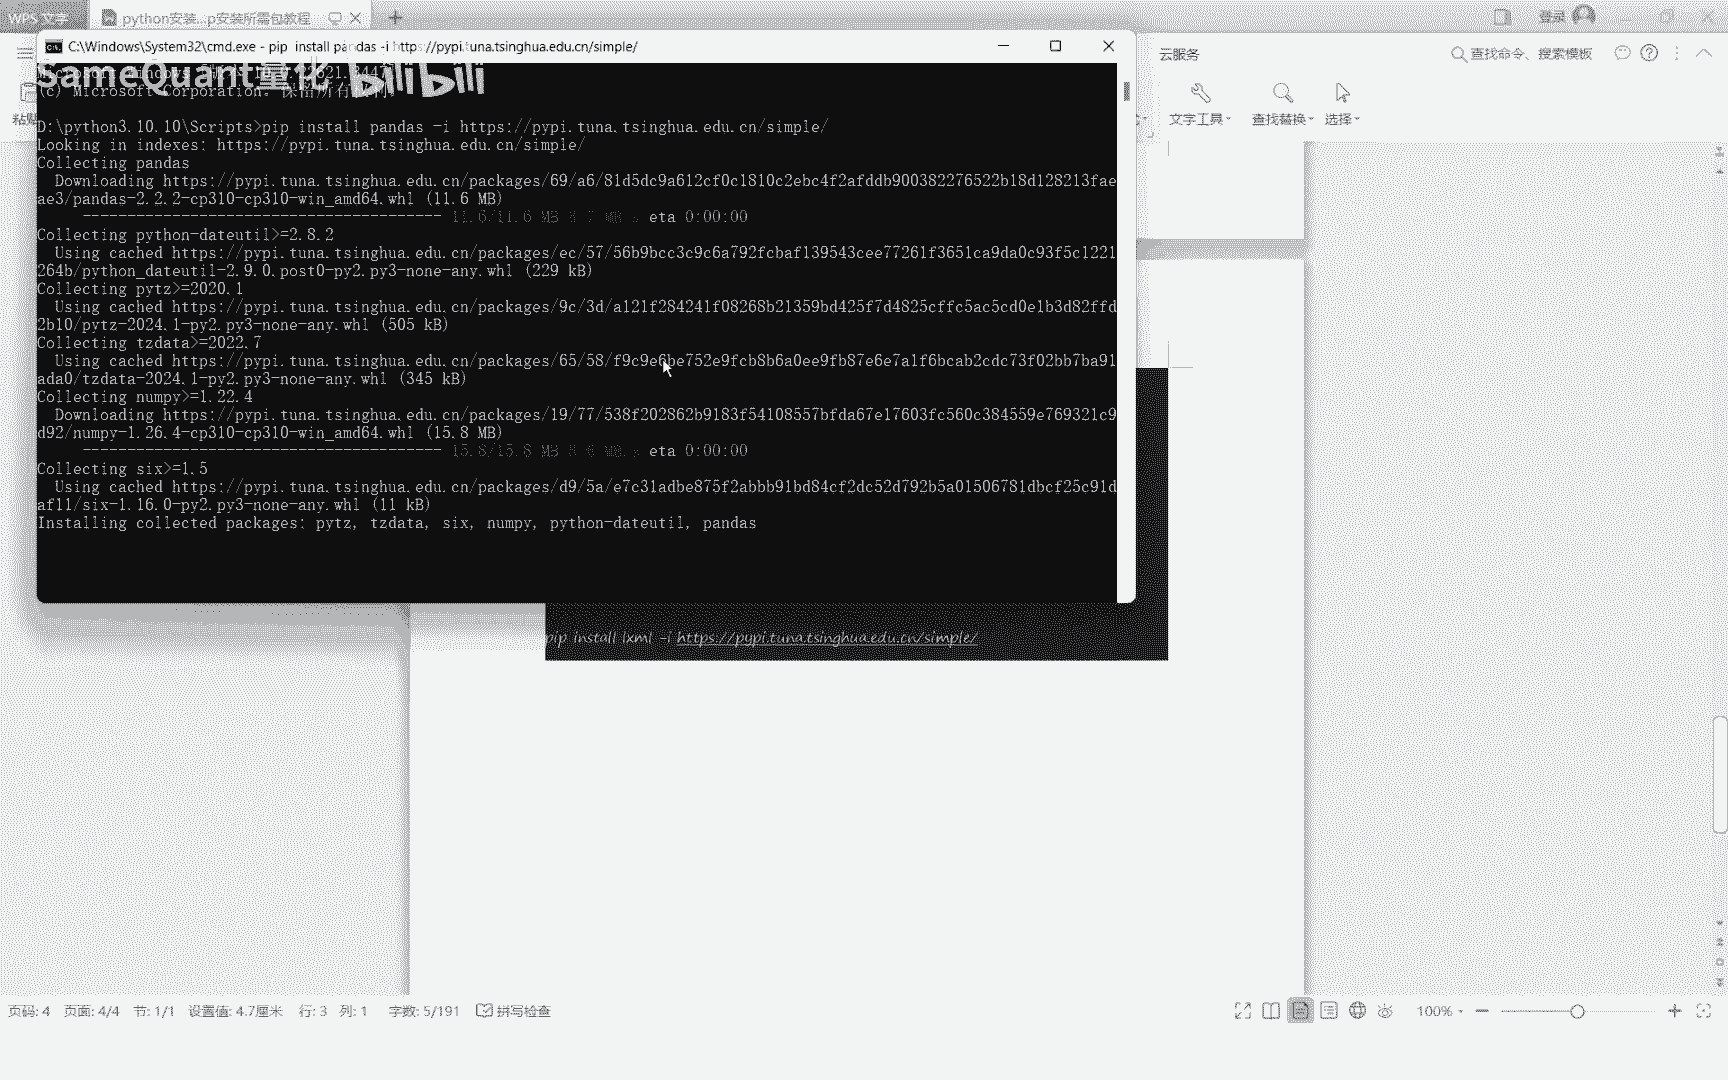 WPS 文字
python安装...p安装所需包教程
登录
C:\Windows\System32\cmd.exe - pip install pandas -i https://pypi.tuna.tsinghua.edu.cn/simple/
云服务
查找命令、搜索模板
SameQuant量化 bilibili
(c) Microsoft Corporation。保留所有权利。
粘贴
文字工具
查找替换
选择
D:\python3.10.10\Scripts>pip install pandas -i https://pypi.tuna.tsinghua.edu.cn/simple/
Looking in indexes: https://pypi.tuna.tsinghua.edu.cn/simple/
Collecting pandas
Downloading https://pypi.tuna.tsinghua.edu.cn/packages/69/a6/81d5dc9a612cf0c1810c2ebc4f2afddb900382276522b18d128213fae
ae3/pandas-2.2.2-cp310-cp310-win_amd64.whl (11.6 MB)
---------------------------------------- 11.6/11.6 MB eta 0:00:00
Collecting python-dateutil>=2.8.2
Using cached https://pypi.tuna.tsinghua.edu.cn/packages/ec/57/56b9bcc3c9c6a792fcbaf139543cee77261f3651ca9da0c93f5c1221
264b/python_dateutil-2.9.0.post0-py2.py3-none-any.whl (229 kB)
Collecting pytz>=2020.1
Using cached https://pypi.tuna.tsinghua.edu.cn/packages/9c/3d/a121f284241f08268b21359bd425f7d4825cffc5ac5cd0e1b3d82ffd
2b10/pytz-2024.1-py2.py3-none-any.whl (505 kB)
Collecting tzdata>=2022.7
Using cached https://pypi.tuna.tsinghua.edu.cn/packages/65/58/f9c9e6be752e9fcb8b6a0ee9fb87e6e7a1f6bcab2cdc73f02bb7ba91
ada0/tzdata-2024.1-py2.py3-none-any.whl (345 kB)
Collecting numpy>=1.22.4
Downloading https://pypi.tuna.tsinghua.edu.cn/packages/19/77/538f202862b9183f54108557bfda67e17603fc560c384559e769321c9
d92/numpy-1.26.4-cp310-cp310-win_amd64.whl (15.8 MB)
---------------------------------------- 15.8/15.8 MB eta 0:00:00
Collecting six>=1.5
Using cached https://pypi.tuna.tsinghua.edu.cn/packages/d9/5a/e7c31adbe875f2abbb91bd84cf2dc52d792b5a01506781dbcf25c91d
af11/six-1.16.0-py2.py3-none-any.whl (11 kB)
Installing collected packages: pytz, tzdata, six, numpy, python-dateutil, pandas
pip install lxml -i https://pypi.tuna.tsinghua.edu.cn/simple/
页码: 4 页面: 4/4 节: 1/1 设置值: 4.7厘米 行: 3 列: 1 字数: 5/191 拼写检查
100%